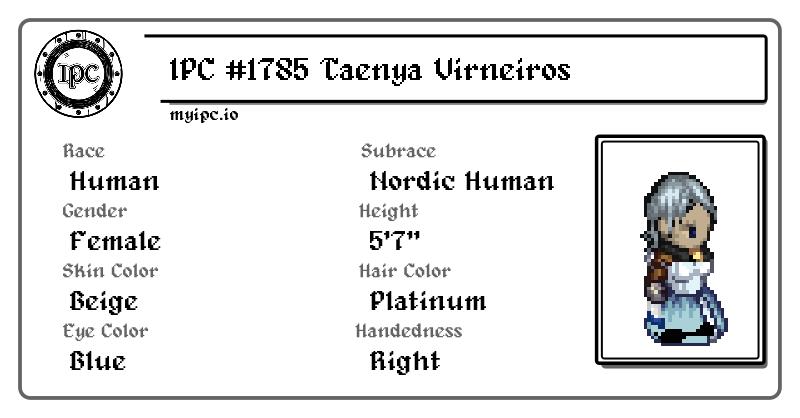 IPC
IPC #1785 Taenya Virneiros
myipc.io
Race
Human
Subrace
Nordic Human
Gender
Female
Height
5'7"
Skin Color
Beige
Hair Color
Platinum
Eye Color
Blue
Handedness
Right